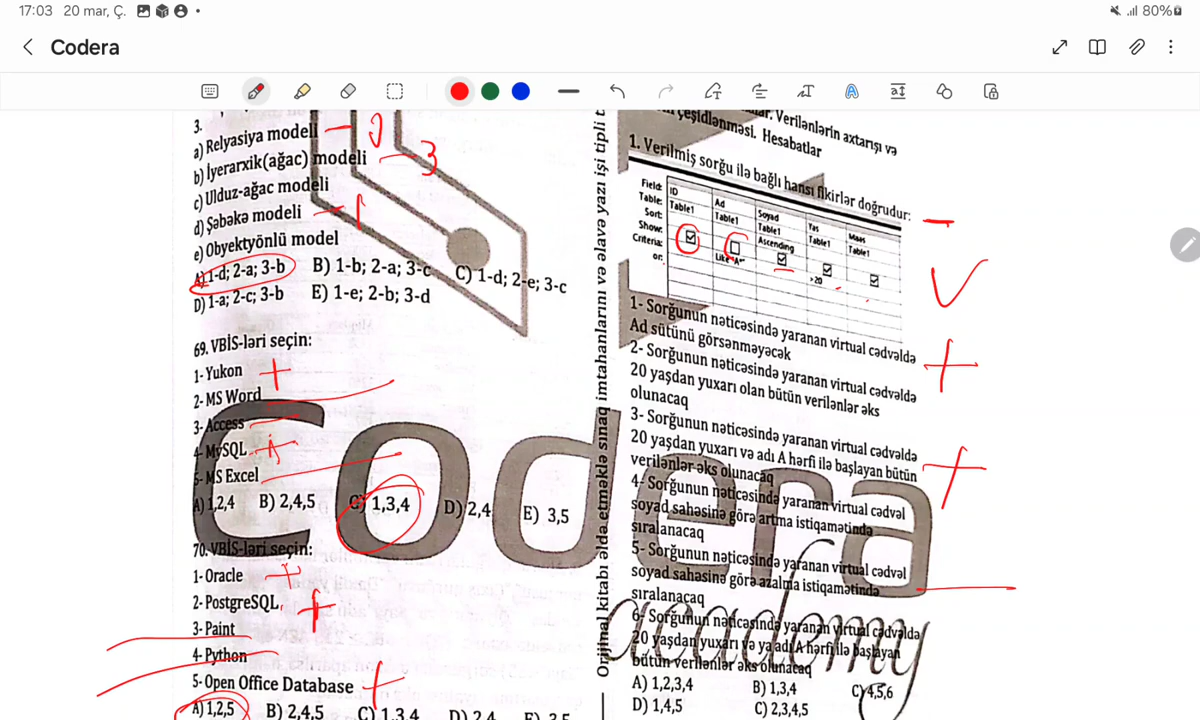 17:03 20 mar, Ç.
80%
Codera
3.
a) Relyasiya modeli
b) İyerarxik(ağac) modeli
c) Ulduz-ağac modeli
d) Şəbəkə modeli
e) Obyektyönlü model
A) 1-d; 2-a; 3-b B) 1-b; 2-a; 3-c C) 1-d; 2-e; 3-c
D) 1-a; 2-c; 3-b E) 1-e; 2-b; 3-d
69. VBİS-ləri seçin:
1- Yukon
2- MS Word
3- Access
4- MySQL
5- MS Excel
A) 1,2,4 B) 2,4,5 C) 1,3,4 D) 2,4 E) 3,5
70. VBİS-ləri seçin:
1- Oracle
2- PostgreSQL
3- Paint
4- Python
5- Open Office Database
A) 1,2,5 B) 2,4,5 C) 1,3,4 D) 2,4 E) 3,5
Orijinal kitabı əldə etməklə sınaq imtahanlarını və əlavə yazı işi tipli
Verilənlərin axtarışı və
çeşidlənməsi. Hesabatlar
1. Verilmiş sorğu ilə bağlı hansı fikirlər doğrudur:
Field: ID Ad Soyad Yas Maas
Table: Table1 Table1 Table1 Table1 Table1
Sort: Ascending
Show:
Criteria: Like "A*" >20
or:
1- Sorğunun nəticəsində yaranan virtual cədvəldə
Ad sütünü görsənməyəcək
2- Sorğunun nəticəsində yaranan virtual cədvəldə
20 yaşdan yuxarı olan bütün verilənlər əks
olunacaq
3- Sorğunun nəticəsində yaranan virtual cədvəldə
20 yaşdan yuxarı və adı A hərfi ilə başlayan bütün
verilənlər əks olunacaq
4- Sorğunun nəticəsində yaranan virtual cədvəl
soyad sahəsinə görə artma istiqamətində
sıralanacaq
5- Sorğunun nəticəsində yaranan virtual cədvəl
soyad sahəsinə görə azalma istiqamətində
sıralanacaq
6- Sorğunun nəticəsində yaranan virtual cədvəldə
20 yaşdan yuxarı və ya adı A hərfi ilə başlayan
bütün verilənlər əks olunacaq
A) 1,2,3,4 B) 1,3,4 C) 4,5,6
D) 1,4,5 C) 2,3,4,5
Codera
academy